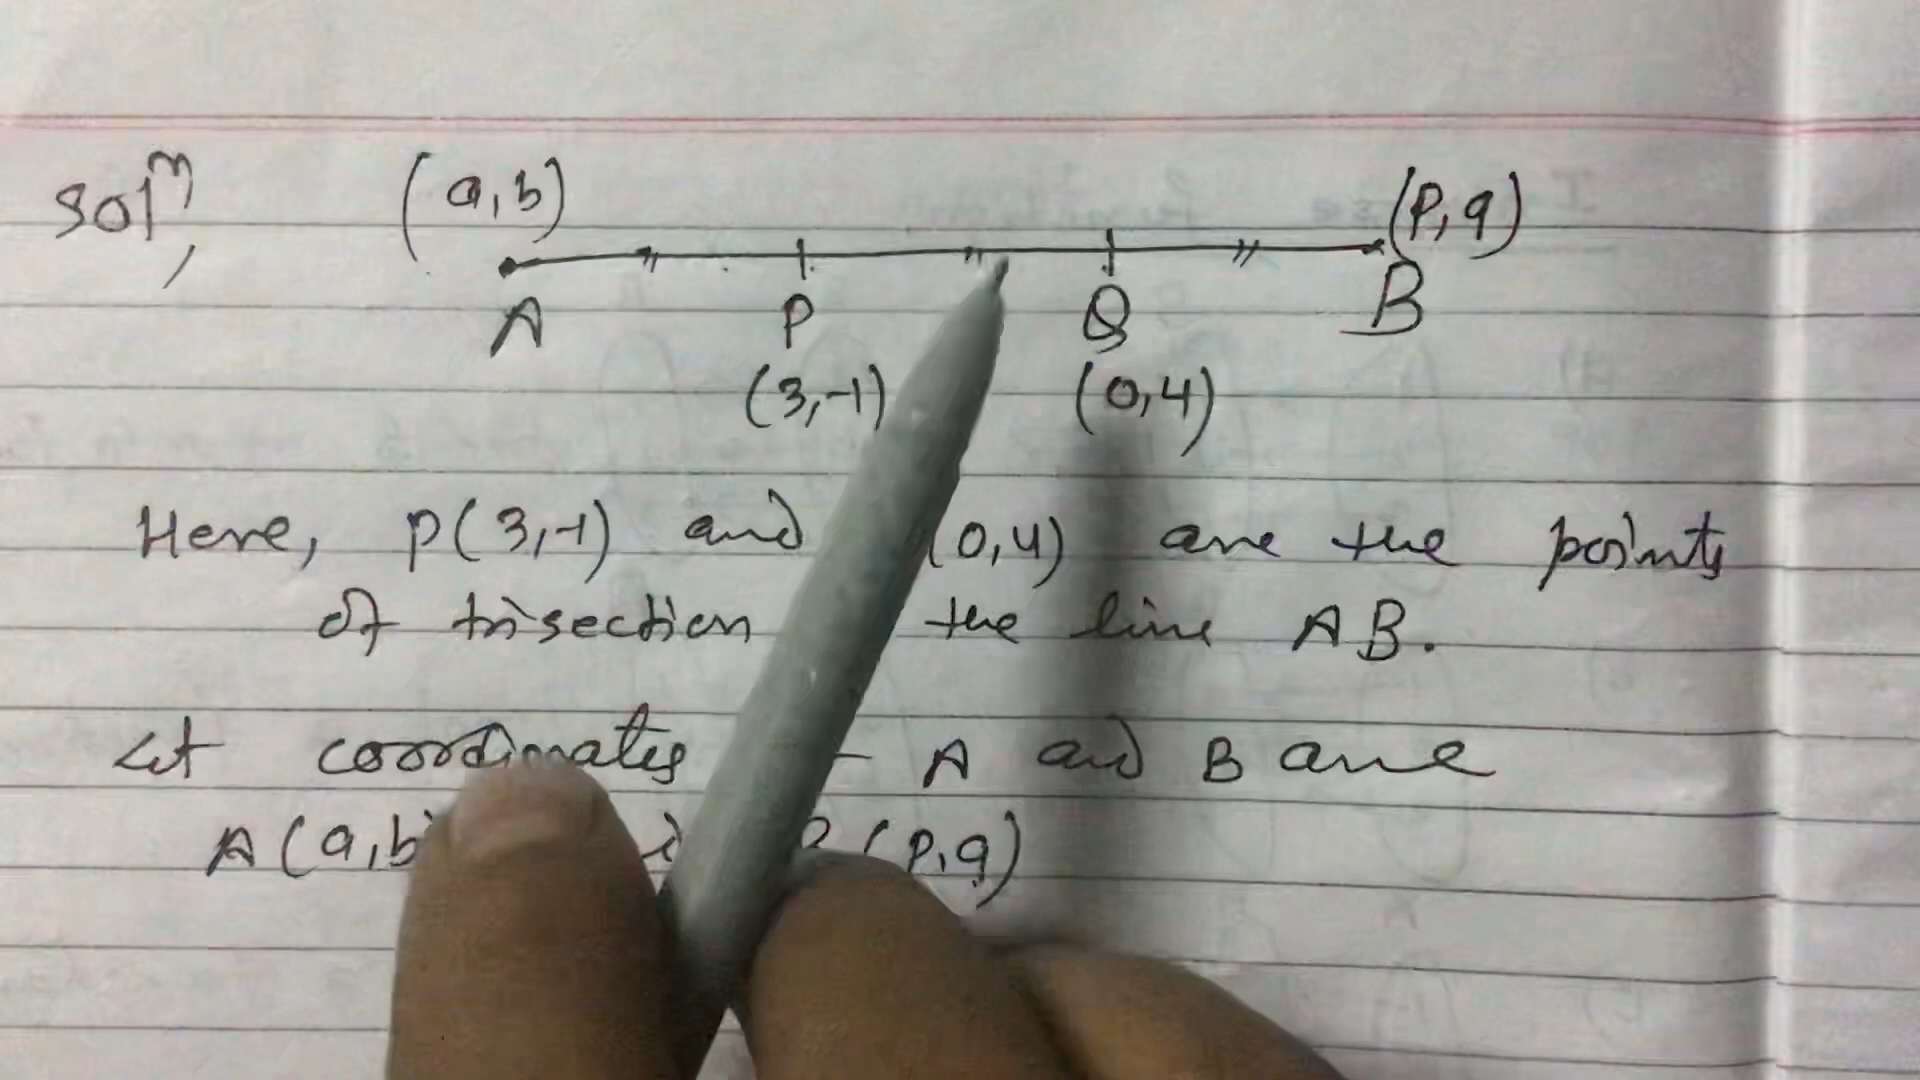 Solⁿ,
(a,b) (P,q)
A P Q B
(3,-1) (0,4)
Here, P(3,-1) and (0,4) are the points
of trisection the line AB.
Let coordinates A and B are
A(a,b) (P,q)